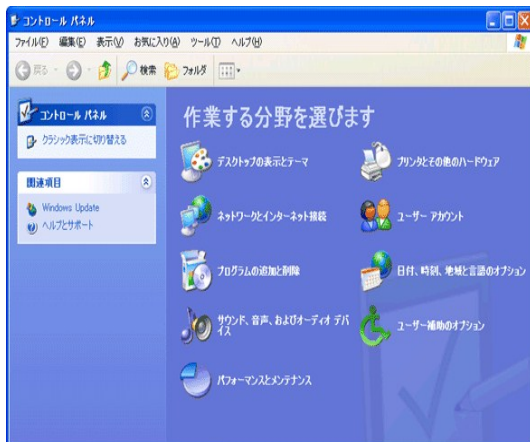 コントロール パネル
ファイル(F) 編集(E) 表示(V) お気に入り(A) ツール(T) ヘルプ(H)
戻る 検索 フォルダ
コントロール パネル
クラシック表示に切り替える
関連項目
Windows Update
ヘルプとサポート
作業する分野を選びます
デスクトップの表示とテーマ
プリンタとその他のハードウェア
ネットワークとインターネット接続
ユーザー アカウント
プログラムの追加と削除
日付、時刻、地域と言語のオプション
サウンド、音声、およびオーディオ デバ
イス
ユーザー補助のオプション
パフォーマンスとメンテナンス